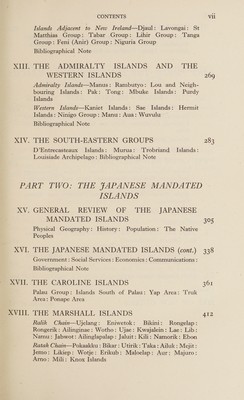 CONTENTS vii
Islands Adjacent to New Ireland—Djaul: Lavongai: St
Matthias Group: Tabar Group: Lihir Group: Tanga
Group: Feni (Anir) Group: Niguria Group
Bibliographical Note
XIII. THE ADMIRALTY ISLANDS AND THE
WESTERN ISLANDS 269
Admiralty Islands—Manus: Rambutyo: Lou and Neigh-
bouring Islands: Pak: Tong: Mbuke Islands: Purdy
Islands
Western Islands—Kaniet Islands: Sae Islands: Hermit
Islands: Ninigo Group: Manu: Aua: Wuvulu
Bibliographical Note
XIV. THE SOUTH-EASTERN GROUPS 283
D'Entrecasteaux Islands: Murua: Trobriand Islands:
Louisiade Archipelago: Bibliographical Note
PART TWO: THE JAPANESE MANDATED
ISLANDS
XV. GENERAL REVIEW OF THE JAPANESE
MANDATED ISLANDS 305
Physical Geography: History: Population: The Native
Peoples
XVI. THE JAPANESE MANDATED ISLANDS (cont.) 338
Government: Social Services: Economics: Communications:
Bibliographical Note
XVII. THE CAROLINE ISLANDS 361
Palau Group: Islands South of Palau: Yap Area: Truk
Area: Ponape Area
XVIII. THE MARSHALL ISLANDS 412
Ralik Chain—Ujelang: Eniwetok: Bikini: Rongelap:
Rongerik: Ailinginae: Wotho: Ujae: Kwajalein: Lae: Lib:
Namu: Jabwot: Ailinglapalap: Jaluit: Kili: Namorik: Ebon
Ratak Chain—Pokaakku: Bikar: Utirik: Taka: Ailuk: Mejit:
Jemo: Likiep: Wotje: Erikub: Maloelap: Aur: Majuro:
Arno: Mili: Knox Islands